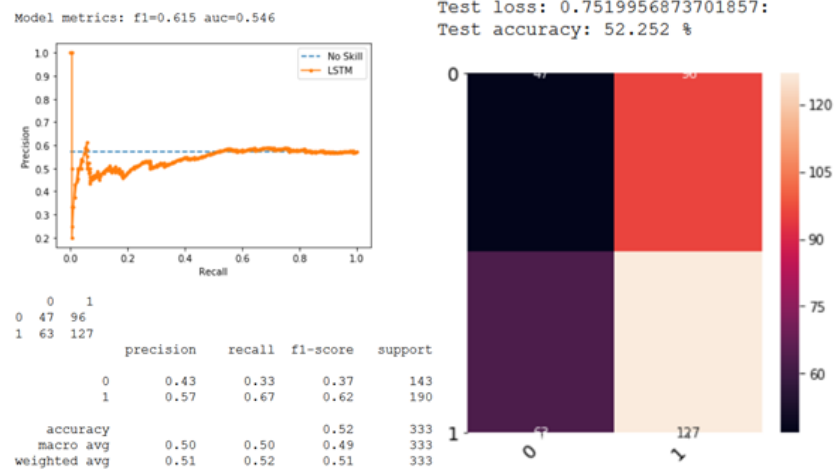 Model metrics: f1=0.615 auc=0.546
No Skill
LSTM
1.0
0.9
0.8
0.7
0.6
0.5
0.4
0.3
0.2
Precision
0.0 0.2 0.4 0.6 0.8 1.0
Recall
0 1
0 47 96
1 63 127
precision recall f1-score support
0 0.43 0.33 0.37 143
1 0.57 0.67 0.62 190
accuracy 0.52 333
macro avg 0.50 0.50 0.49 333
weighted avg 0.51 0.52 0.51 333
Test loss: 0.7519956873701857:
Test accuracy: 52.252 %
0
47 96
1
63 127
0 1
120
105
90
75
60